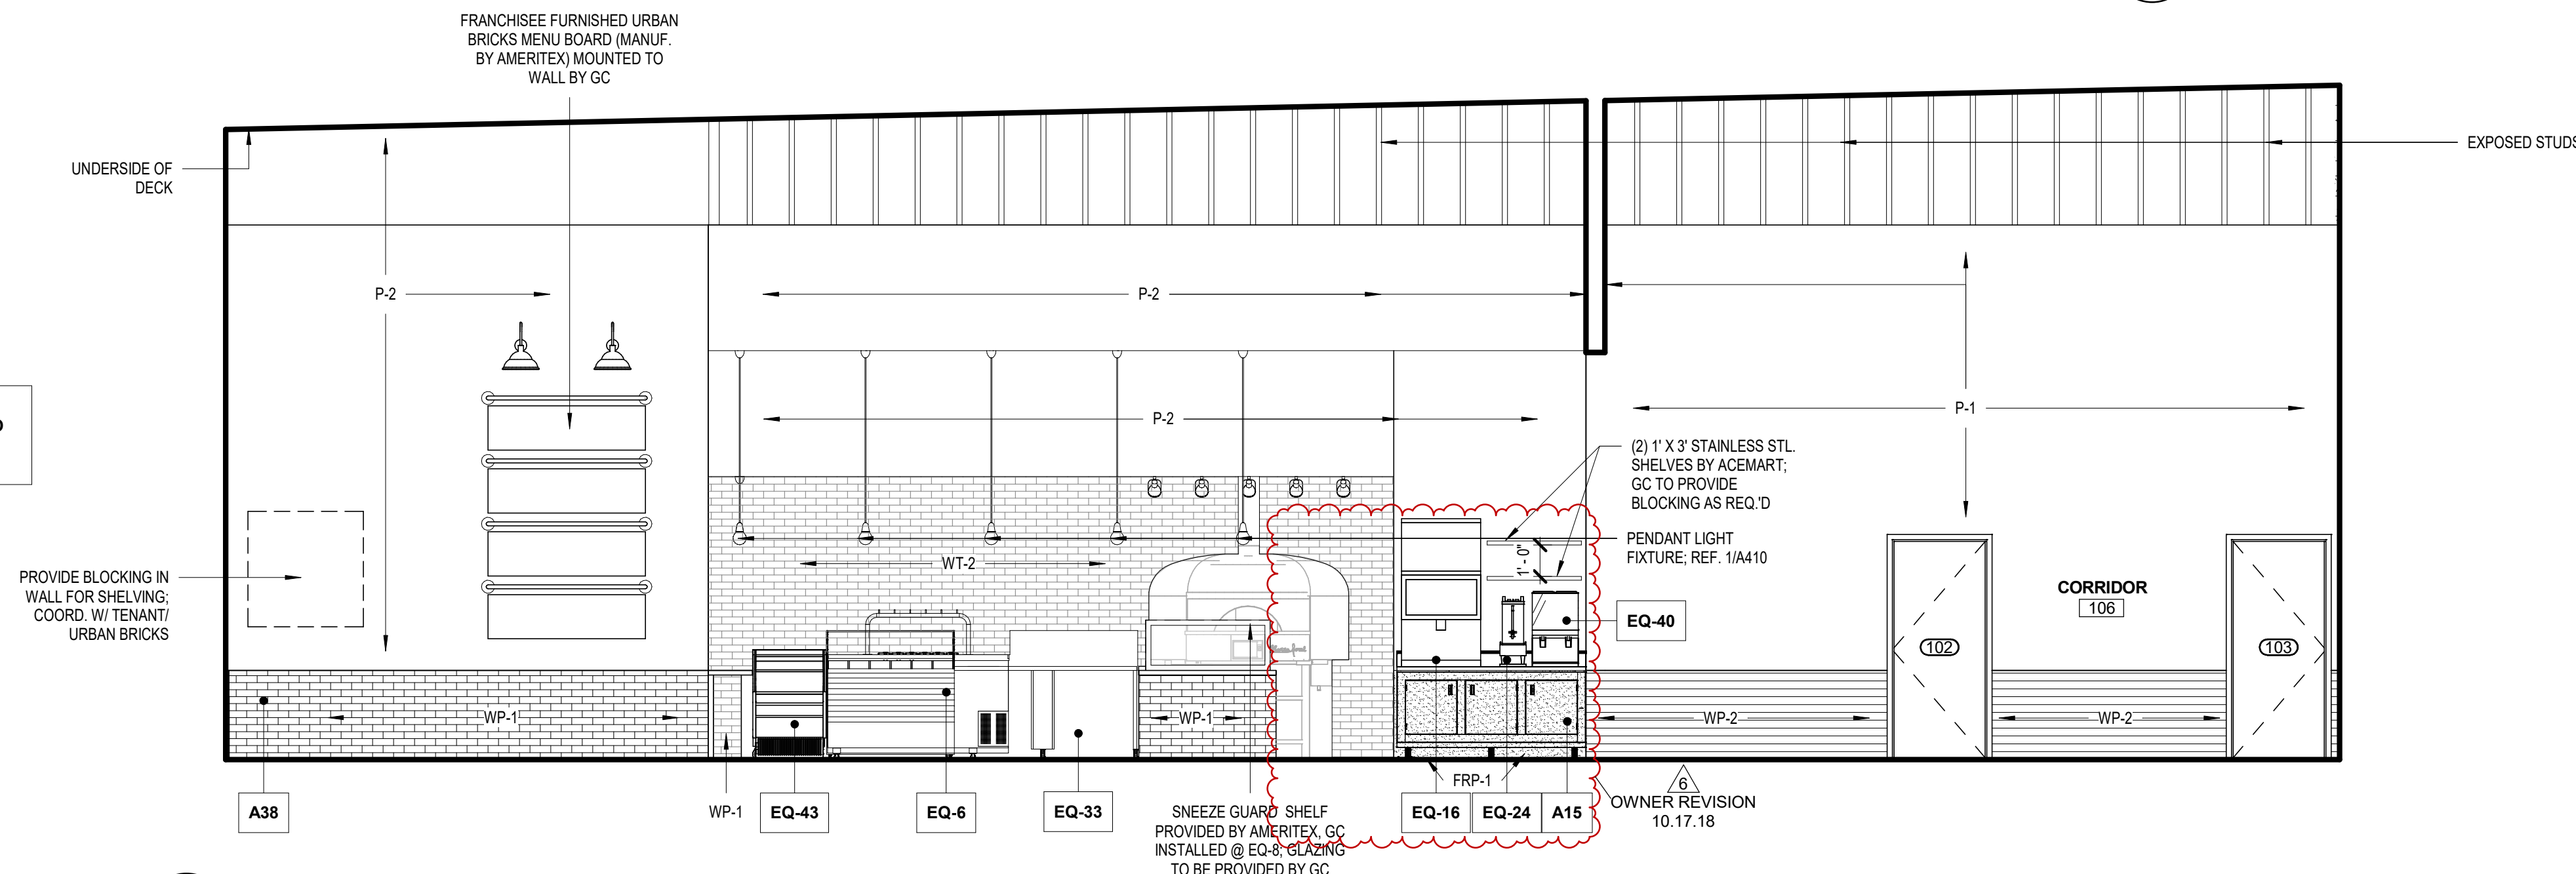 FRANCHISEE FURNISHED URBAN
BRICKS MENU BOARD (MANUF.
BY AMERITEX) MOUNTED TO
WALL BY GC
UNDERSIDE OF
DECK
EXPOSED STUDS
P-2
P-2
P-2
P-1
(2) 1' X 3' STAINLESS STL.
SHELVES BY ACEMART;
GC TO PROVIDE
BLOCKING AS REQ.'D
1' - 0"
PENDANT LIGHT
FIXTURE; REF. 1/A410
WT-2
PROVIDE BLOCKING IN
WALL FOR SHELVING;
COORD. W/ TENANT/
URBAN BRICKS
EQ-40
CORRIDOR
106
102
103
WP-1
WP-1
WP-2
WP-2
FRP-1
A38
WP-1
EQ-43
EQ-6
EQ-33
SNEEZE GUARD SHELF
PROVIDED BY AMERITEX, GC
INSTALLED @ EQ-8; GLAZING
TO BE PROVIDED BY GC
EQ-16
EQ-24
A15
6
OWNER REVISION
10.17.18